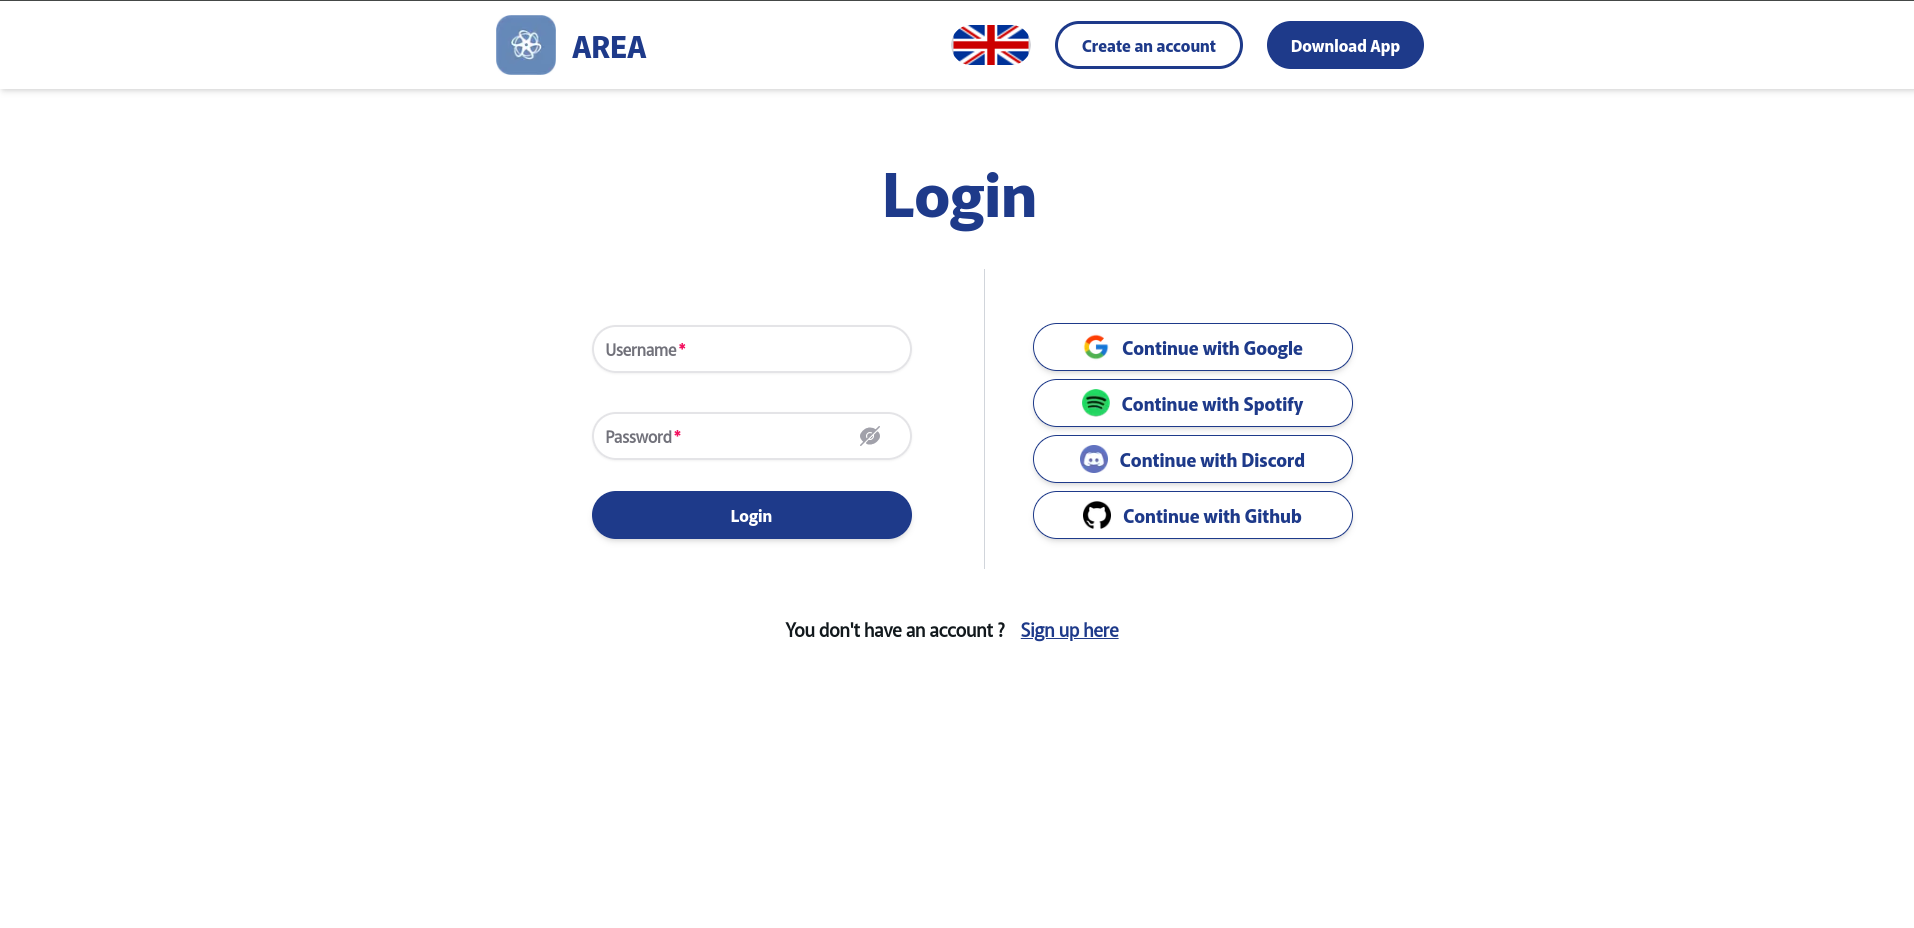 AREA
Create an account
Download App
Login
Username*
Password*
Login
Continue with Google
Continue with Spotify
Continue with Discord
Continue with Github
You don't have an account ? Sign up here